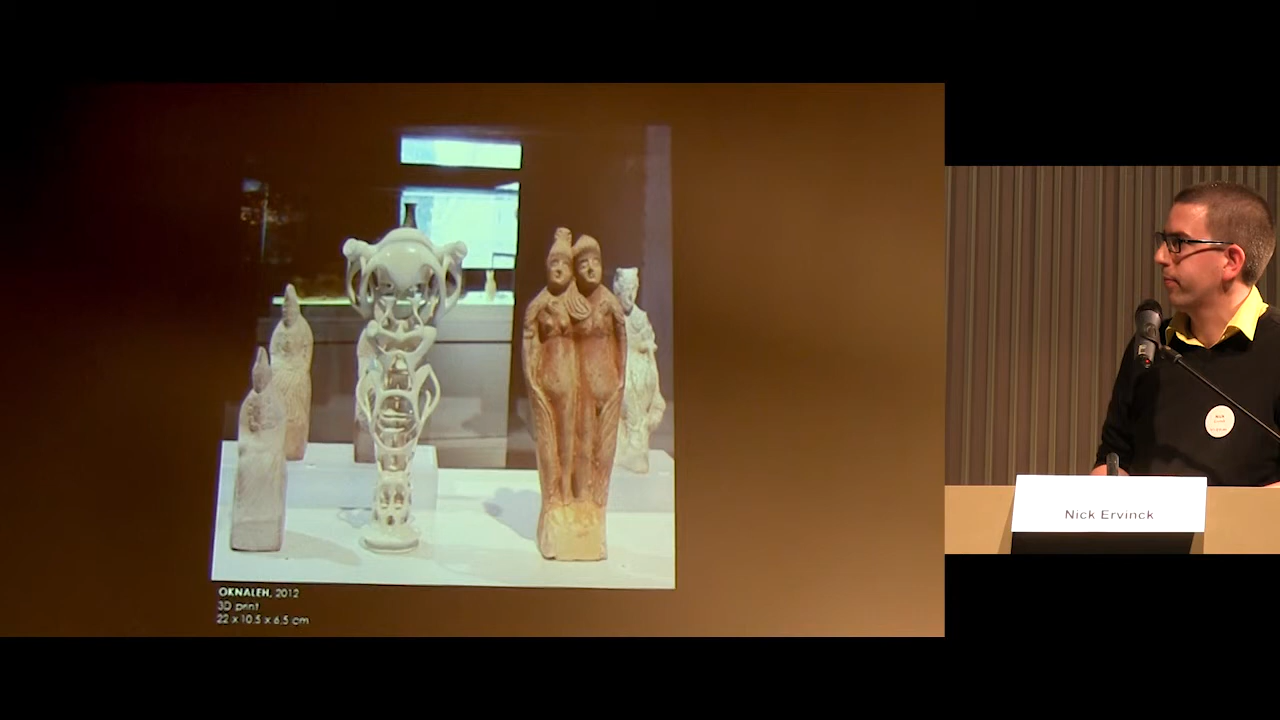 OKNALEH, 2012
3D print
22 x 10.5 x 6.5 cm
Nick Ervinck